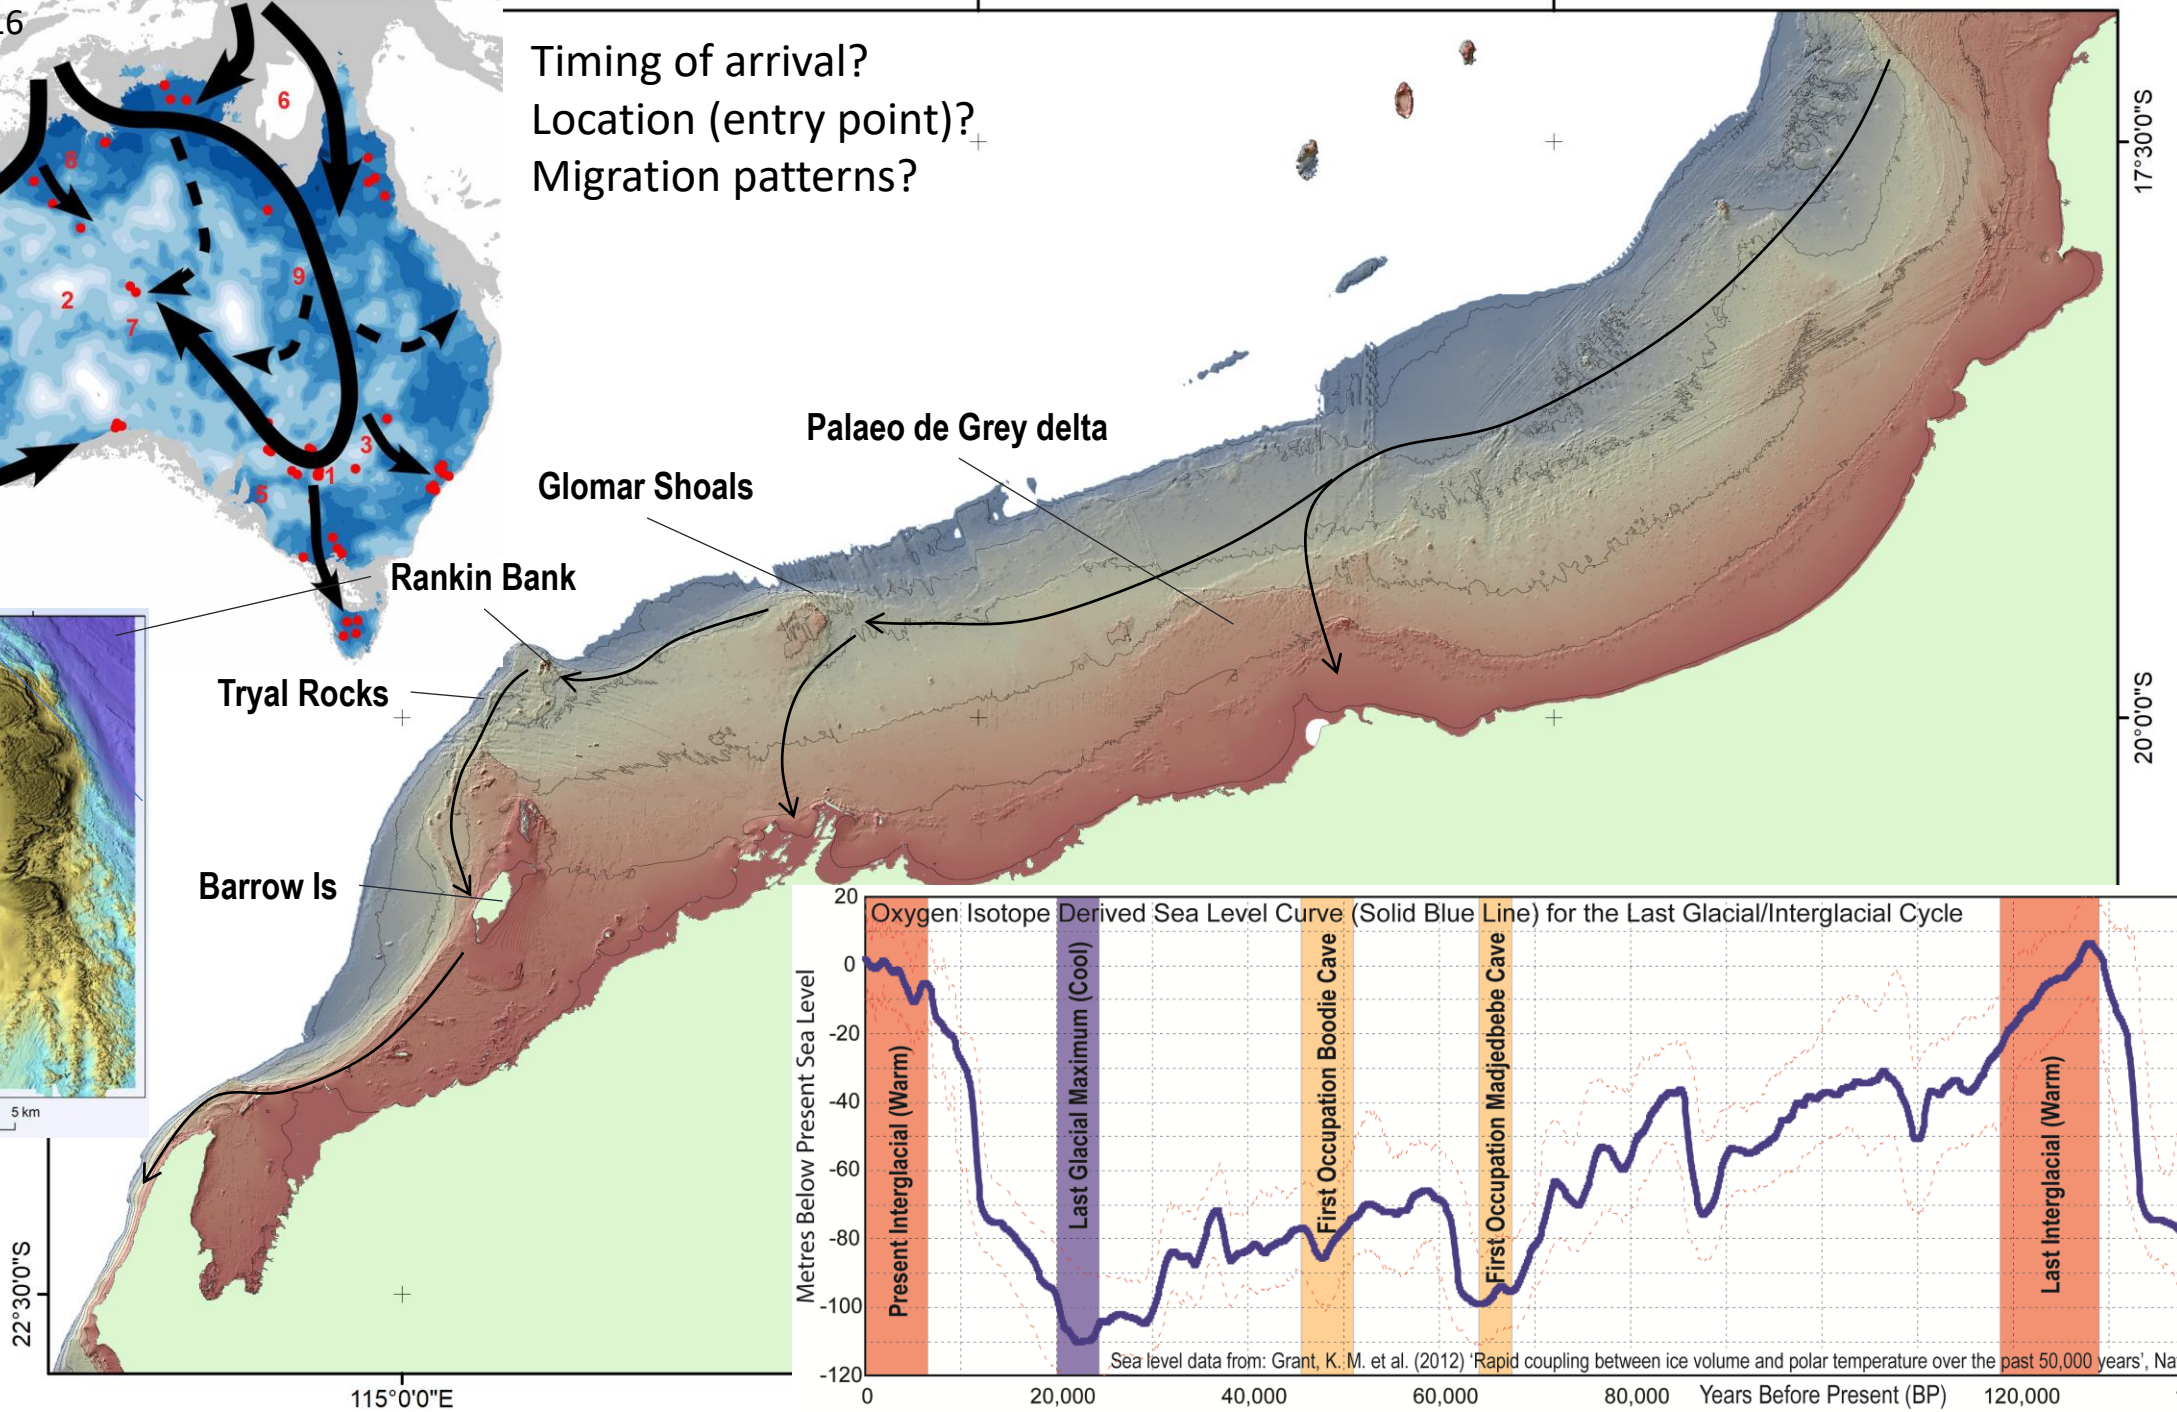 Timing of arrival?
Location (entry point)?
Migration patterns?
6
8
9
2
7
3
1
5
17°30'0"S
Palaeo de Grey delta
Glomar Shoals
Rankin Bank
Tryal Rocks
20°0'0"S
Barrow Is
5 km
22°30'0"S
115°0'0"E
Oxygen Isotope Derived Sea Level Curve (Solid Blue Line) for the Last Glacial/Interglacial Cycle
Metres Below Present Sea Level
20
0
-20
-40
-60
-80
-100
-120
Present Interglacial (Warm)
Last Glacial Maximum (Cool)
First Occupation Boodie Cave
First Occupation Madjedbebe Cave
Last Interglacial (Warm)
Sea level data from: Grant, K. M. et al. (2012) 'Rapid coupling between ice volume and polar temperature over the past 50,000 years',
0
20,000
40,000
60,000
80,000
Years Before Present (BP)
120,000